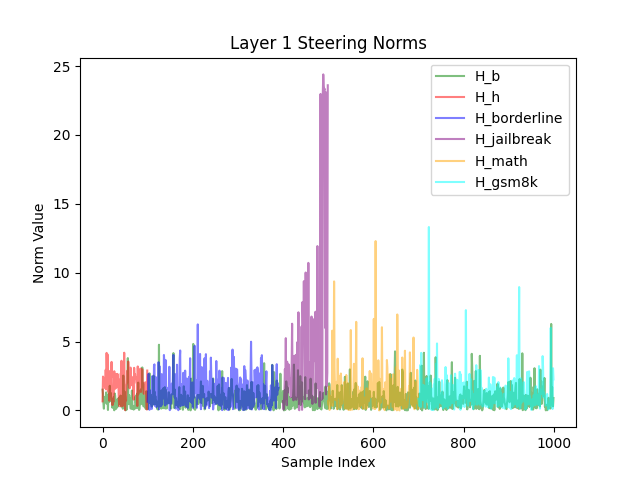 Layer 1 Steering Norms
25
20
15
10
5
0
Norm Value
H_b
H_h
H_borderline
H_jailbreak
H_math
H_gsm8k
0 200 400 600 800 1000
Sample Index